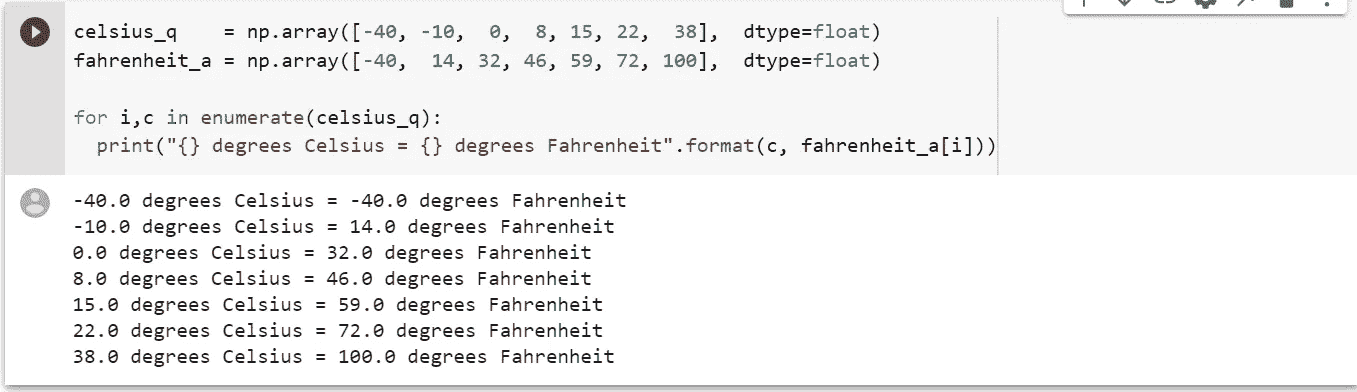 celsius_q    = np.array([-40, -10,  0,  8, 15, 22,  38],  dtype=float)
fahrenheit_a = np.array([-40,  14, 32, 46, 59, 72, 100],  dtype=float)
for i,c in enumerate(celsius_q):
  print("{} degrees Celsius = {} degrees Fahrenheit".format(c, fahrenheit_a[i]))
-40.0 degrees Celsius = -40.0 degrees Fahrenheit
-10.0 degrees Celsius = 14.0 degrees Fahrenheit
0.0 degrees Celsius = 32.0 degrees Fahrenheit
8.0 degrees Celsius = 46.0 degrees Fahrenheit
15.0 degrees Celsius = 59.0 degrees Fahrenheit
22.0 degrees Celsius = 72.0 degrees Fahrenheit
38.0 degrees Celsius = 100.0 degrees Fahrenheit